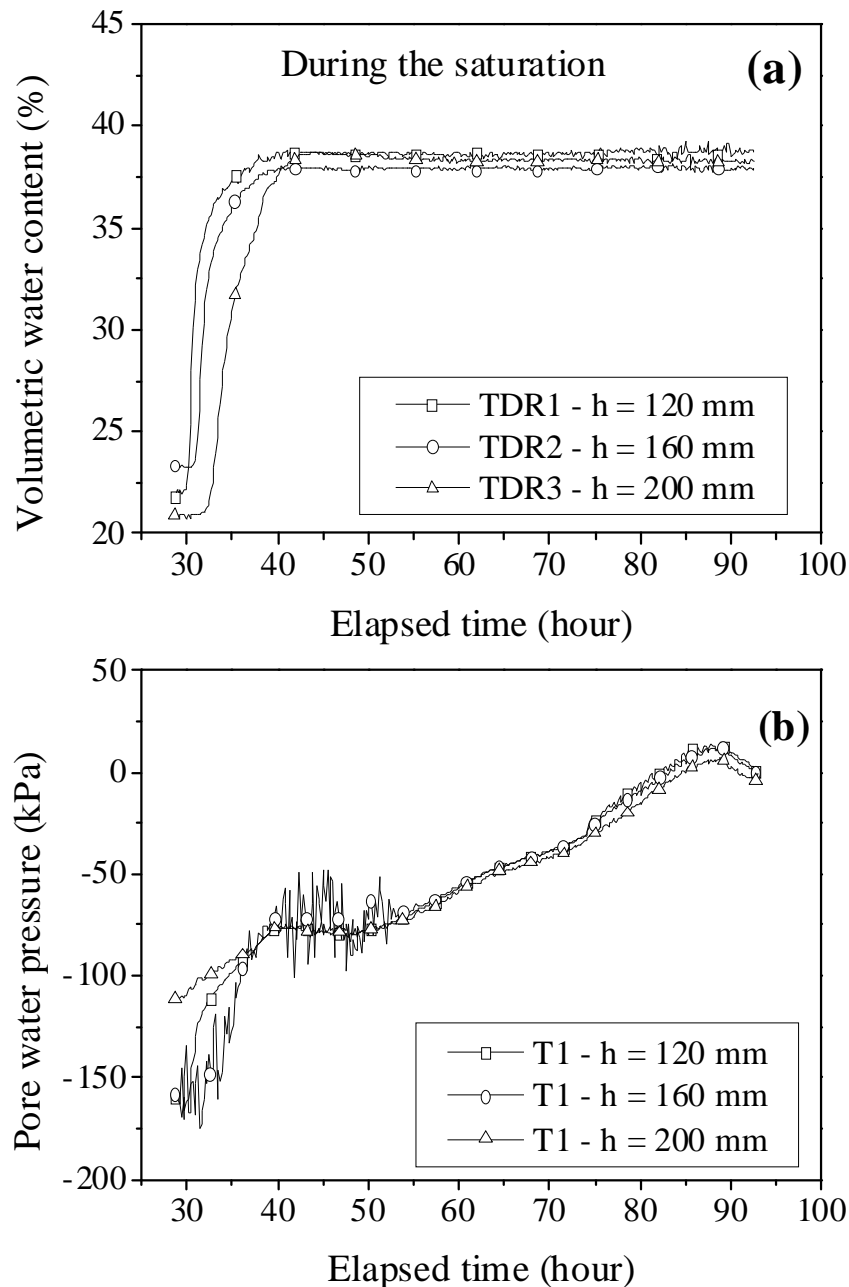 During the saturation
(a)
Volumetric water content (%)
45
40
35
30
25
20
TDR1 - h = 120 mm
TDR2 - h = 160 mm
TDR3 - h = 200 mm
30 40 50 60 70 80 90 100
Elapsed time (hour)
(b)
Pore water pressure (kPa)
50
0
-50
-100
-150
-200
T1 - h = 120 mm
T1 - h = 160 mm
T1 - h = 200 mm
30 40 50 60 70 80 90 100
Elapsed time (hour)